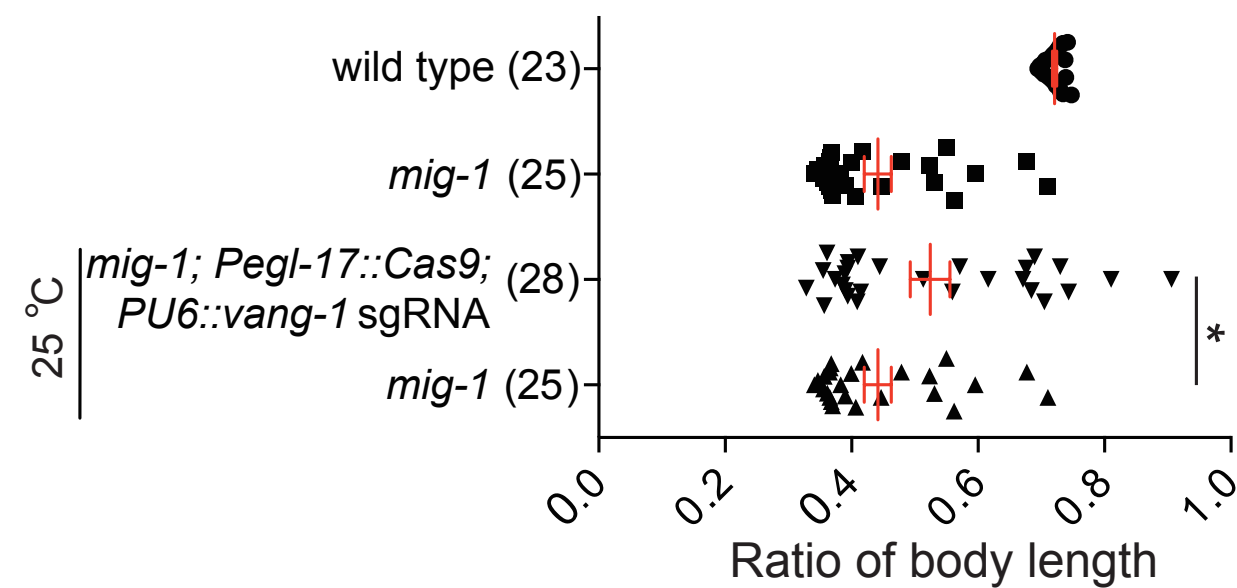 wild type (23)
mig-1 (25)
25 °C
mig-1; Pegl-17::Cas9; (28)
PU6::vang-1 sgRNA
mig-1 (25)
*
0.0 0.2 0.4 0.6 0.8 1.0
Ratio of body length